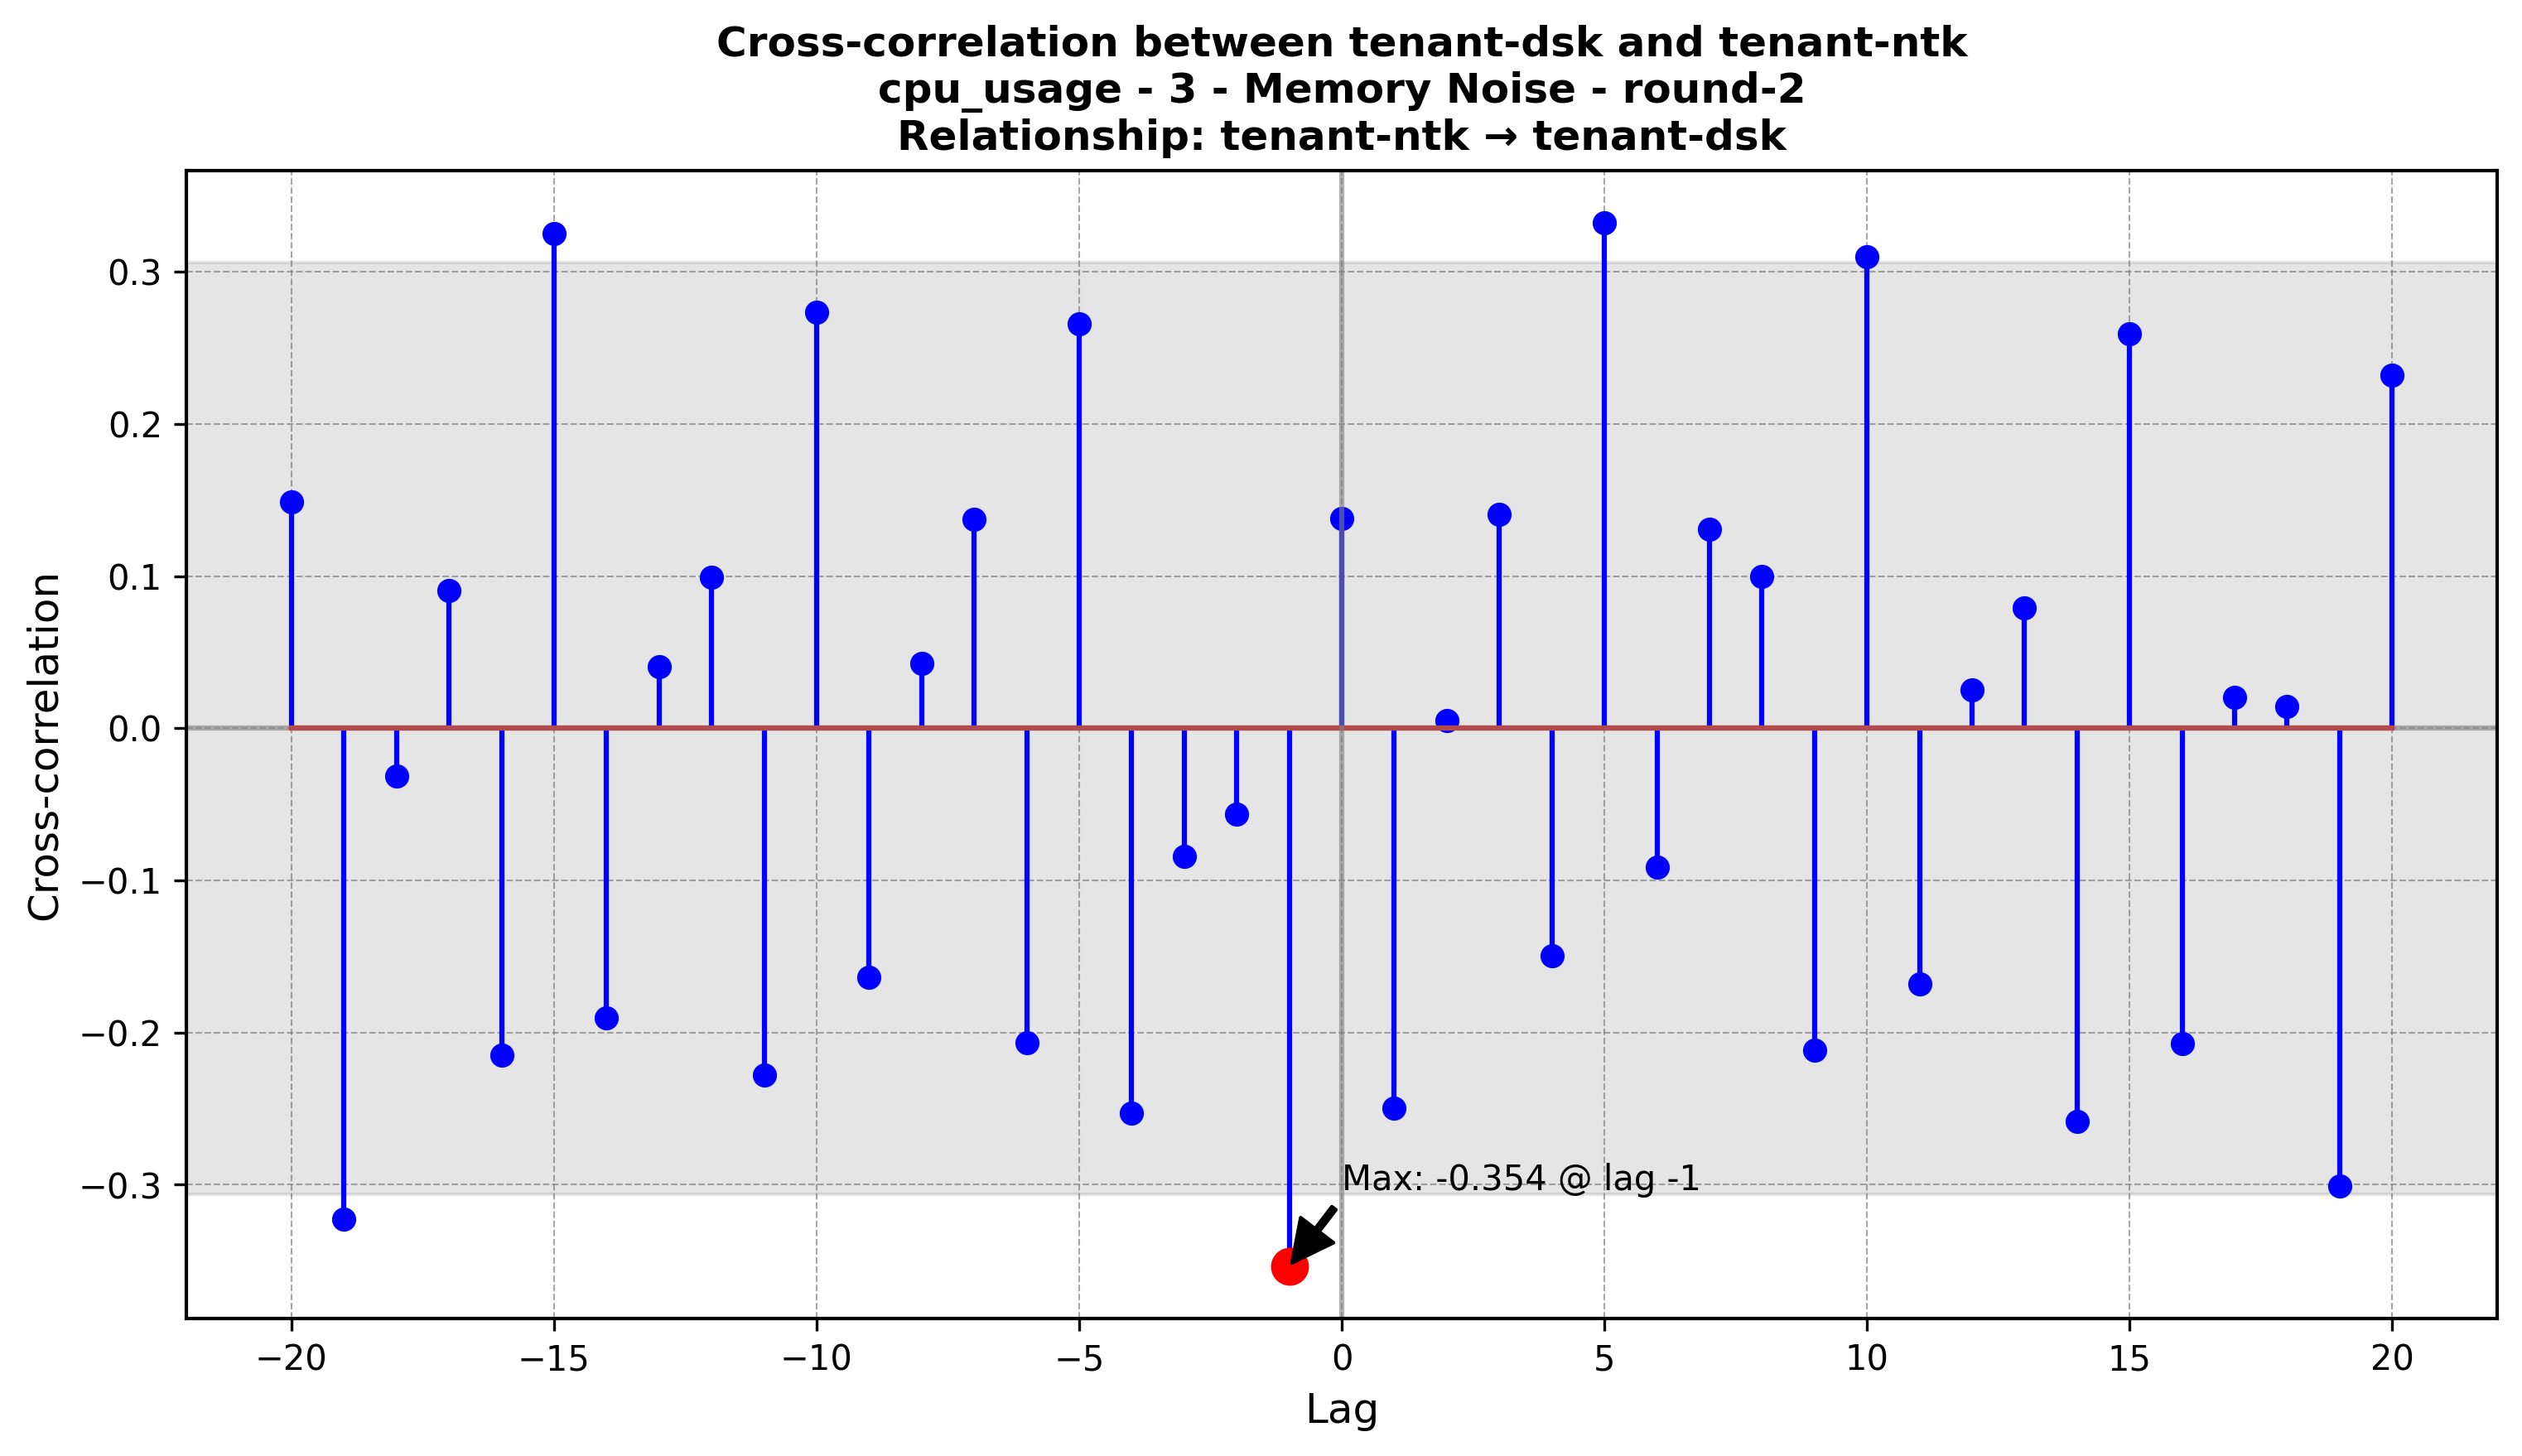 Cross-correlation between tenant-dsk and tenant-ntk
cpu_usage - 3 - Memory Noise - round-2
Relationship: tenant-ntk → tenant-dsk
Cross-correlation
0.3
0.2
0.1
0.0
−0.1
−0.2
−0.3
Max: -0.354 @ lag -1
−20 −15 −10 −5 0 5 10 15 20
Lag